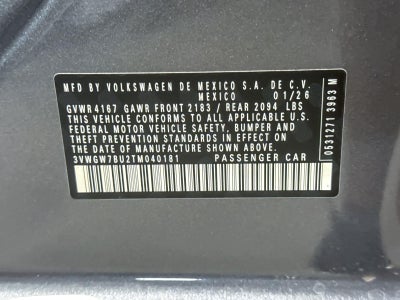 MFD BY VOLKSWAGEN DE MEXICO S.A. DE C.V.
MEXICO 01/26
GVWR 4167 GAWR FRONT 2183 / REAR 2094 LBS
THIS VEHICLE CONFORMS TO ALL APPLICABLE U.S.
FEDERAL MOTOR VEHICLE SAFETY, BUMPER AND
THEFT PREVENTION STANDARDS IN EFFECT ON
THE DATE OF MANUFACTURE SHOWN ABOVE.
3VWGW7BU2TM040181 PASSENGER CAR
0531271 3963 M